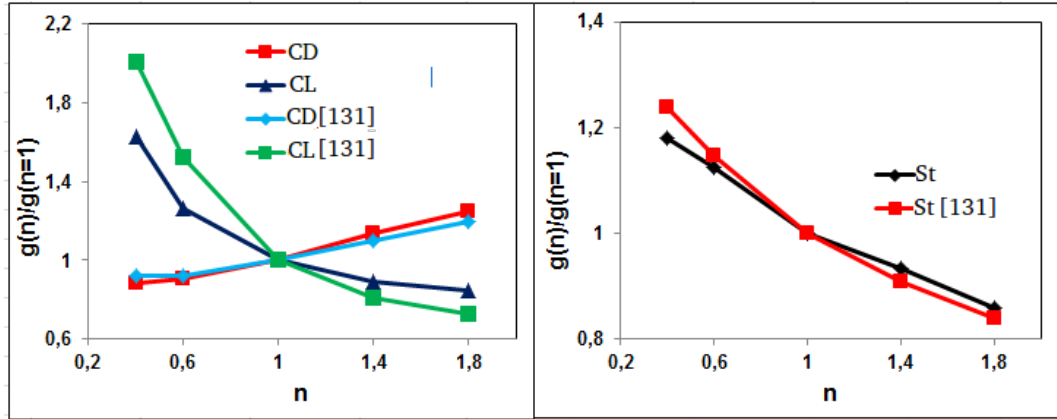 2,2
1,8
1,4
1
0,6
g(n)/g(n=1)
CD
CL
CD[131]
CL[131]
0,2 0,6 1 1,4 1,8
n
1,4
1,2
1
0,8
g(n)/g(n=1)
St
St [131]
0,2 0,6 1 1,4 1,8
n